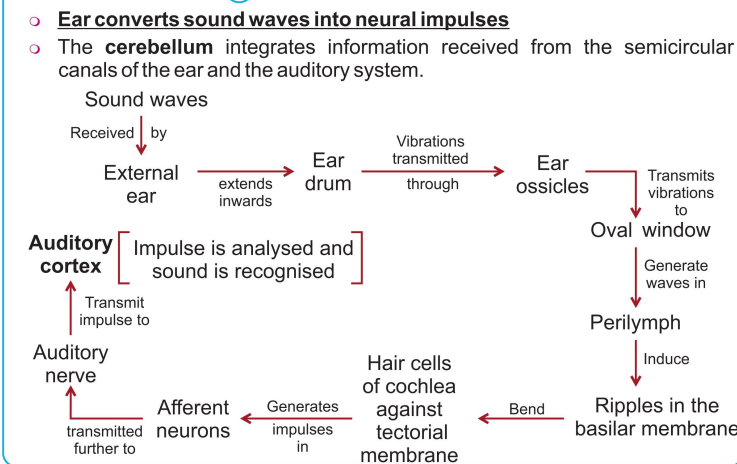 Ear converts sound waves into neural impulses
The cerebellum integrates information received from the semicircular
canals of the ear and the auditory system.
Sound waves
Received by
External
ear
extends
inwards
Ear
drum
Vibrations
transmitted
through
Ear
ossicles
Transmits
vibrations
to
Oval window
Generate
waves in
Perilymph
Induce
Ripples in the
basilar membrane
Bend
Hair cells
of cochlea
against
tectorial
membrane
Generates
impulses
in
Afferent
neurons
transmitted
further to
Auditory
nerve
Transmit
impulse to
Auditory
cortex
Impulse is analysed and
sound is recognised